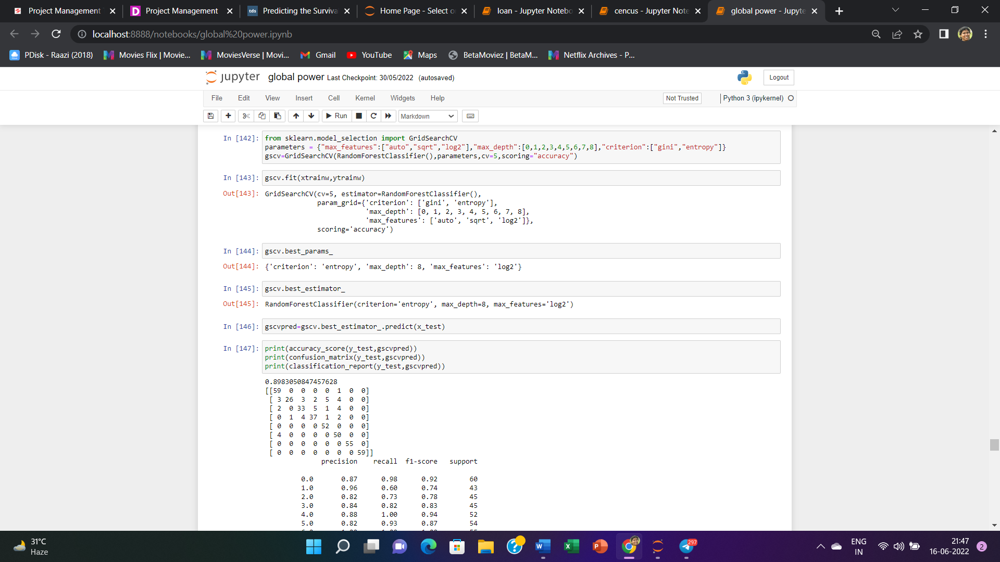 Project Management
Project Management
tds Predicting the Surviva
Home Page - Select o
loan - Jupyter Notebo
cencus - Jupyter Note
global power - Jupyte
localhost:8888/notebooks/global%20power.ipynb
PDisk - Raazi (2018)
Movies Flix | Movie...
MoviesVerse | Movi...
Gmail
YouTube
Maps
BetaMoviez | BetaM...
Netflix Archives - P...
jupyter global power Last Checkpoint: 30/05/2022 (autosaved)
Logout
File Edit View Insert Cell Kernel Widgets Help
Not Trusted
Python 3 (ipykernel)
Run
Markdown
In [142]: from sklearn.model_selection import GridSearchCV
parameters = {"max_features":["auto","sqrt","log2"],"max_depth":[0,1,2,3,4,5,6,7,8],"criterion":["gini","entropy"]}
gscv=GridSearchCV(RandomForestClassifier(),parameters,cv=5,scoring="accuracy")
In [143]: gscv.fit(xtrainw,ytrainw)
Out[143]: GridSearchCV(cv=5, estimator=RandomForestClassifier(),
param_grid={'criterion': ['gini', 'entropy'],
'max_depth': [0, 1, 2, 3, 4, 5, 6, 7, 8],
'max_features': ['auto', 'sqrt', 'log2']},
scoring='accuracy')
In [144]: gscv.best_params_
Out[144]: {'criterion': 'entropy', 'max_depth': 8, 'max_features': 'log2'}
In [145]: gscv.best_estimator_
Out[145]: RandomForestClassifier(criterion='entropy', max_depth=8, max_features='log2')
In [146]: gscvpred=gscv.best_estimator_.predict(x_test)
In [147]: print(accuracy_score(y_test,gscvpred))
print(confusion_matrix(y_test,gscvpred))
print(classification_report(y_test,gscvpred))
0.8983050847457628
[[59 0 0 0 0 1 0 0]
[ 3 26 3 2 5 4 0 0]
[ 2 0 33 5 1 4 0 0]
[ 0 1 4 37 1 2 0 0]
[ 0 0 0 0 52 0 0 0]
[ 4 0 0 0 0 50 0 0]
[ 0 0 0 0 0 0 55 0]
[ 0 0 0 0 0 0 0 59]]
precision recall f1-score support
0.0 0.87 0.98 0.92 60
1.0 0.96 0.60 0.74 43
2.0 0.82 0.73 0.78 45
3.0 0.84 0.82 0.83 45
4.0 0.88 1.00 0.94 52
5.0 0.82 0.93 0.87 54
31°C
Haze
297
ENG
IN
21:47
16-06-2022
2